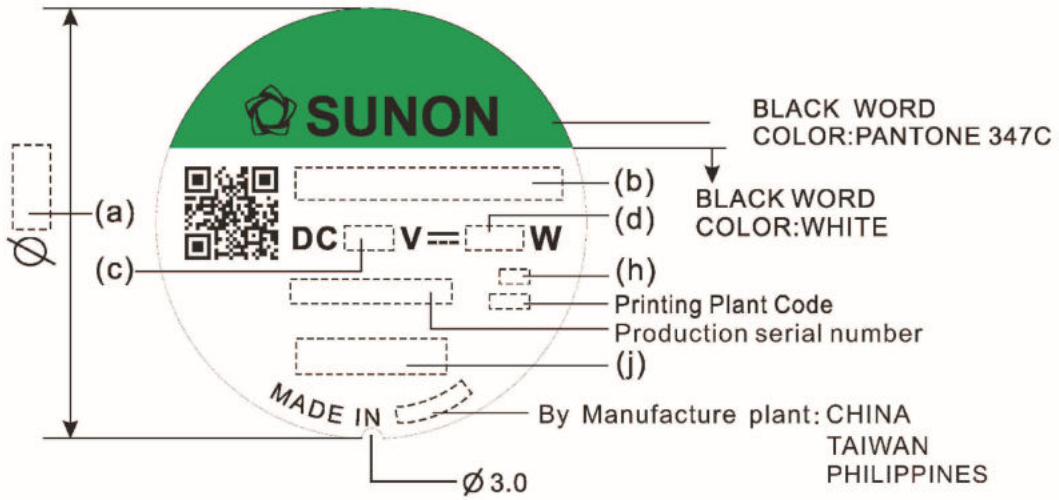 SUNON
BLACK WORD
COLOR:PANTONE 347C
(b)
BLACK WORD
COLOR:WHITE
(a)
Ø
(d)
DC V W
(c)
(h)
Printing Plant Code
Production serial number
(j)
MADE IN
By Manufacture plant: CHINA
TAIWAN
PHILIPPINES
Ø 3.0